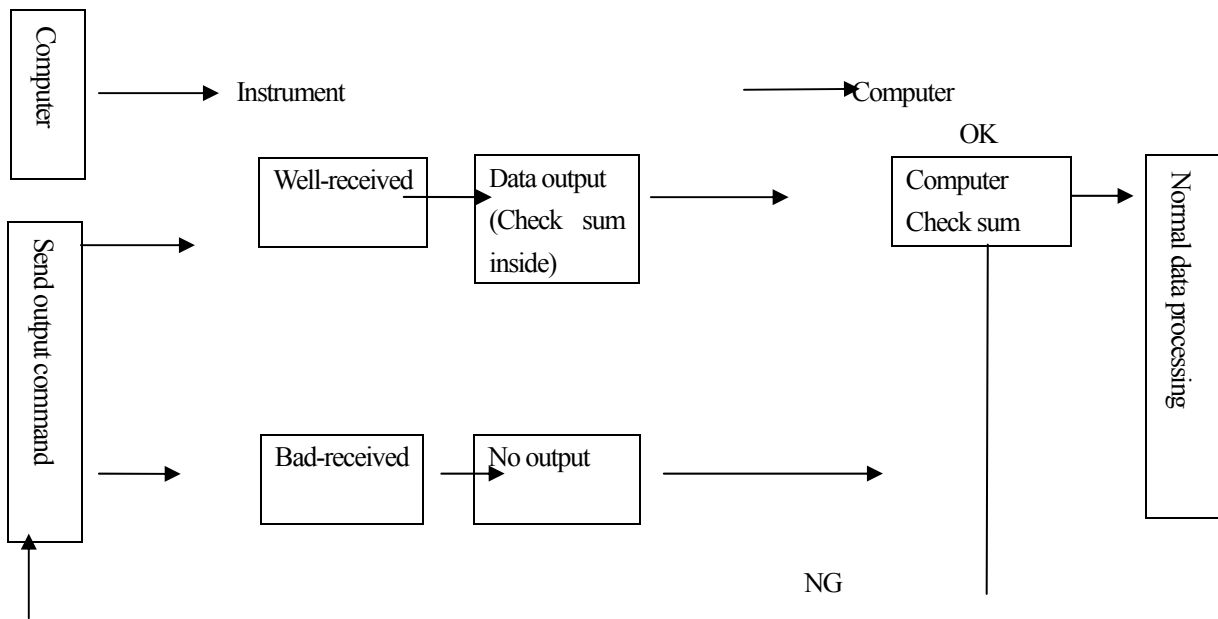 Computer
Instrument
Computer
OK
Well-received
Data output
(Check sum
inside)
Computer
Check sum
Normal data processing
Send output command
Bad-received
No output
NG